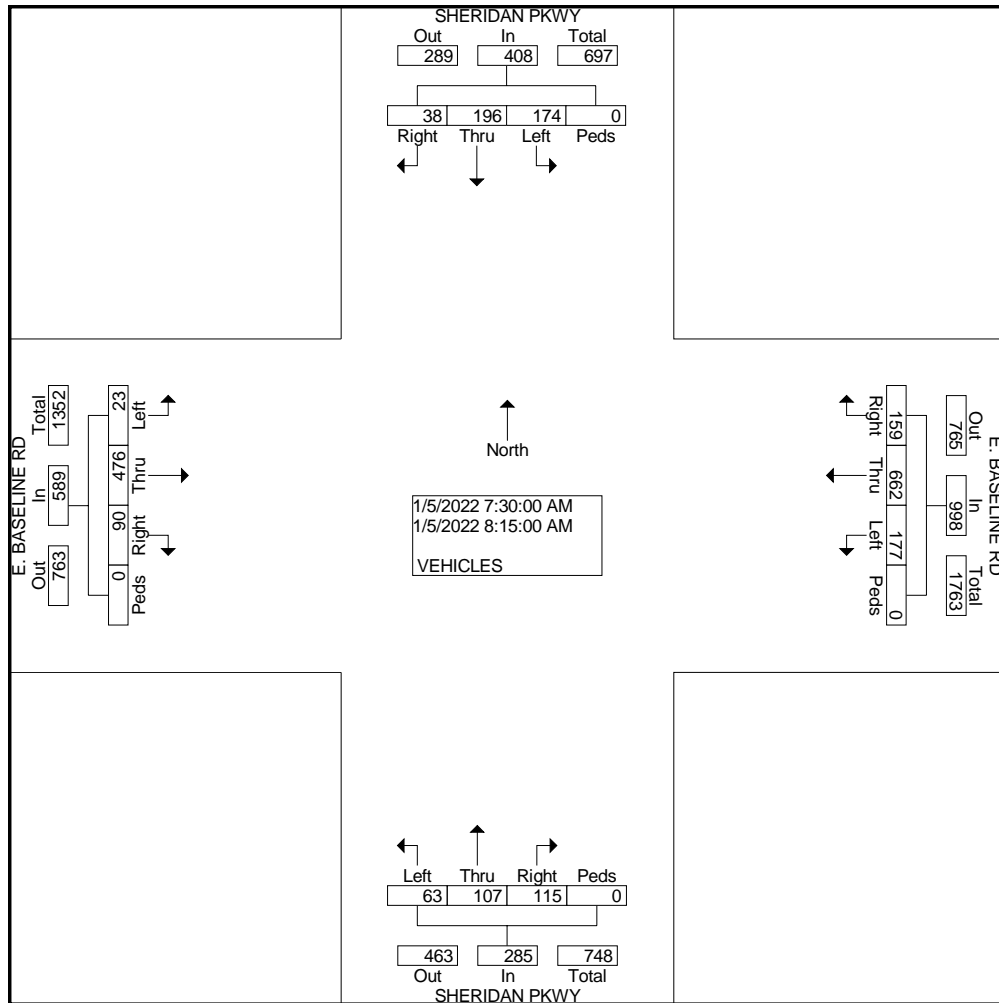 SHERIDAN PKWY
Out In Total
289 408 697
38 196 174 0
Right Thru Left Peds
E. BASELINE RD
Total In Out
1352 589 763
23 476 90 0
Left Thru Right Peds
North
1/5/2022 7:30:00 AM
1/5/2022 8:15:00 AM
VEHICLES
Right Thru Left Peds
159 662 177 0
Out In Total
765 998 1763
E. BASELINE RD
Left Thru Right Peds
63 107 115 0
463 285 748
Out In Total
SHERIDAN PKWY